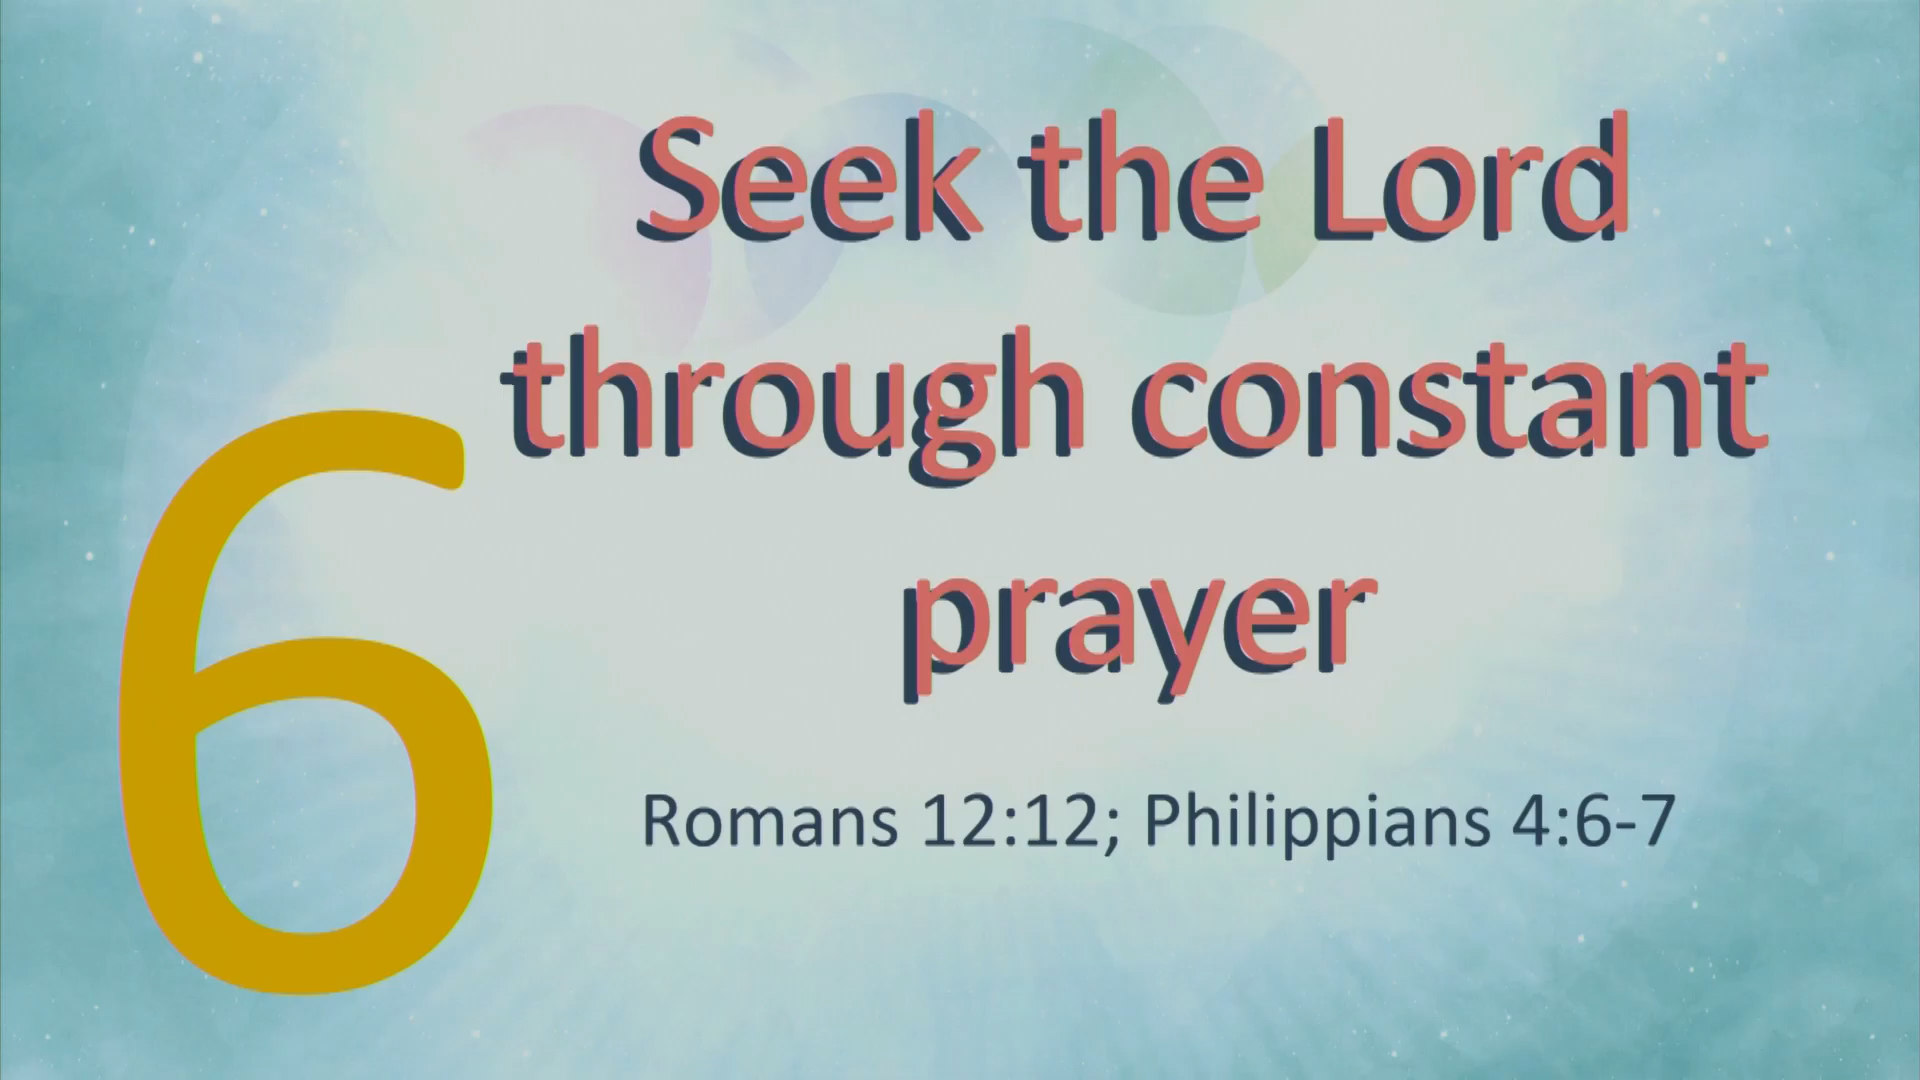 6
Seek the Lord
through constant
prayer
Romans 12:12; Philippians 4:6-7